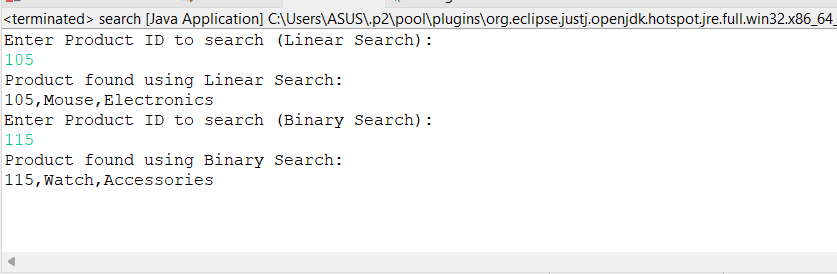 <terminated> search [Java Application] C:\Users\ASUS\.p2\pool\plugins\org.eclipse.justj.openjdk.hotspot.jre.full.win32.x86_64_
Enter Product ID to search (Linear Search):
105
Product found using Linear Search:
105,Mouse,Electronics
Enter Product ID to search (Binary Search):
115
Product found using Binary Search:
115,Watch,Accessories